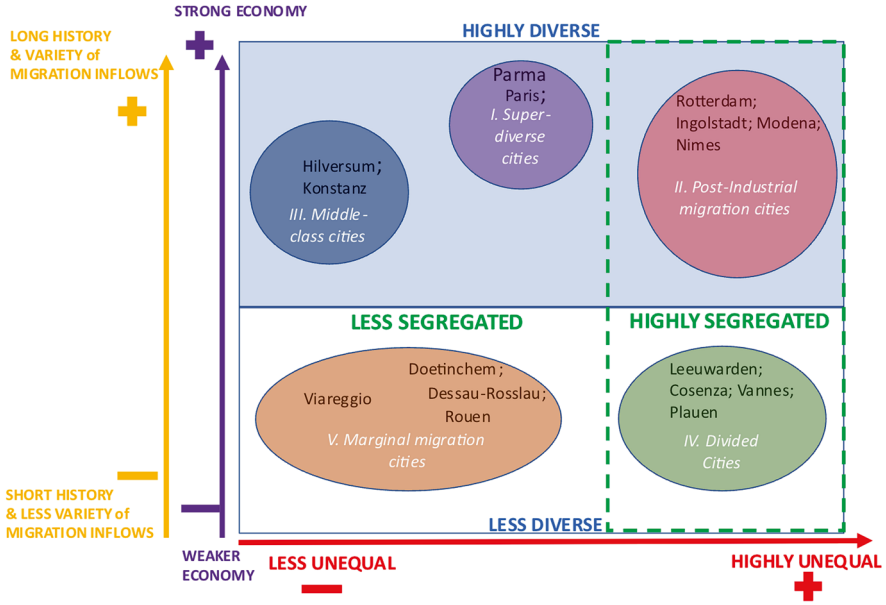 STRONG ECONOMY
LONG HISTORY
& VARIETY of
MIGRATION INFLOWS
HIGHLY DIVERSE
Parma
Paris;
I. Super-
diverse
cities
Rotterdam;
Ingolstadt; Modena;
Nimes
II. Post-Industrial
migration cities
Hilversum;
Konstanz
III. Middle-
class cities
LESS SEGREGATED
HIGHLY SEGREGATED
Doetinchem;
Viareggio
Dessau-Rosslau;
Rouen
V. Marginal migration
cities
Leeuwarden;
Cosenza; Vannes;
Plauen
IV. Divided
Cities
SHORT HISTORY
& LESS VARIETY of
MIGRATION INFLOWS
LESS DIVERSE
WEAKER
ECONOMY
LESS UNEQUAL
HIGHLY UNEQUAL